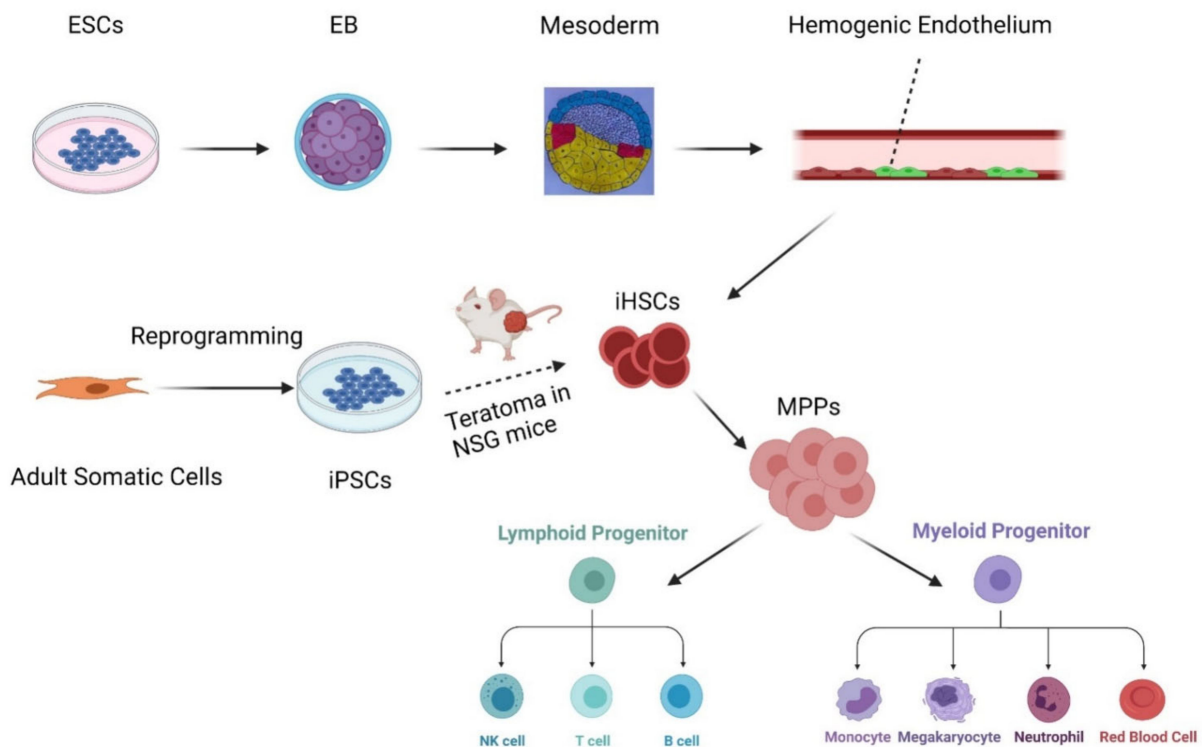 ESCs
EB
Mesoderm
Hemogenic Endothelium
iHSCs
Reprogramming
Teratoma in
NSG mice
MPPs
Adult Somatic Cells
iPSCs
Lymphoid Progenitor
Myeloid Progenitor
NK cell
T cell
B cell
Monocyte
Megakaryocyte
Neutrophil
Red Blood Cell